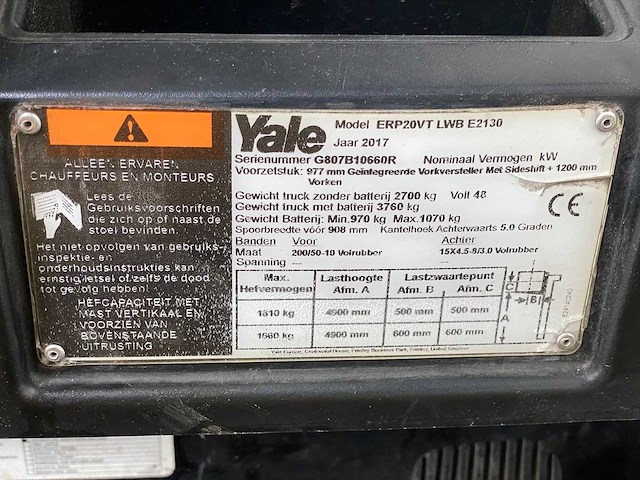 Yale
Model ERP20VT LWB E2130
Jaar 2017
Serienummer G807B10660R Nominaal Vermogen kW
Voorzetstuk: 977 mm Geïntegreerde Vorkversteller Met Sideshift + 1200 mm
Vorken
Gewicht truck zonder batterij 2700 kg Volt 48
Gewicht truck met batterij 3760 kg
Gewicht Batterij: Min.970 kg Max.1070 kg
Spoorbreedte vóór 908 mm Kantelhoek Achterwaarts 5.0 Graden
Banden Voor Achter
Maat 200/50-10 Volrubber 15X4.5-8/3.0 Volrubber
Spanning ---
CE
Max. Hefvermogen Lasthoogte Afm. A Lastzwaartepunt Afm. B Afm. C
1810 kg 4900 mm 500 mm 500 mm
1660 kg 4900 mm 600 mm 600 mm
C
B
A
ALLEEN ERVAREN
CHAUFFEURS EN MONTEURS
Lees de
Gebruiksvoorschriften
die zich op of naast de
stoel bevinden.
Het niet opvolgen van gebruiks-
inspektie- en
onderhoudsinstrukties kan
ernstig letsel of zelfs de dood
tot gevolg hebben!
HEFCAPACITEIT MET
MAST VERTIKAAL EN
VOORZIEN VAN
BOVENSTAANDE
UITRUSTING